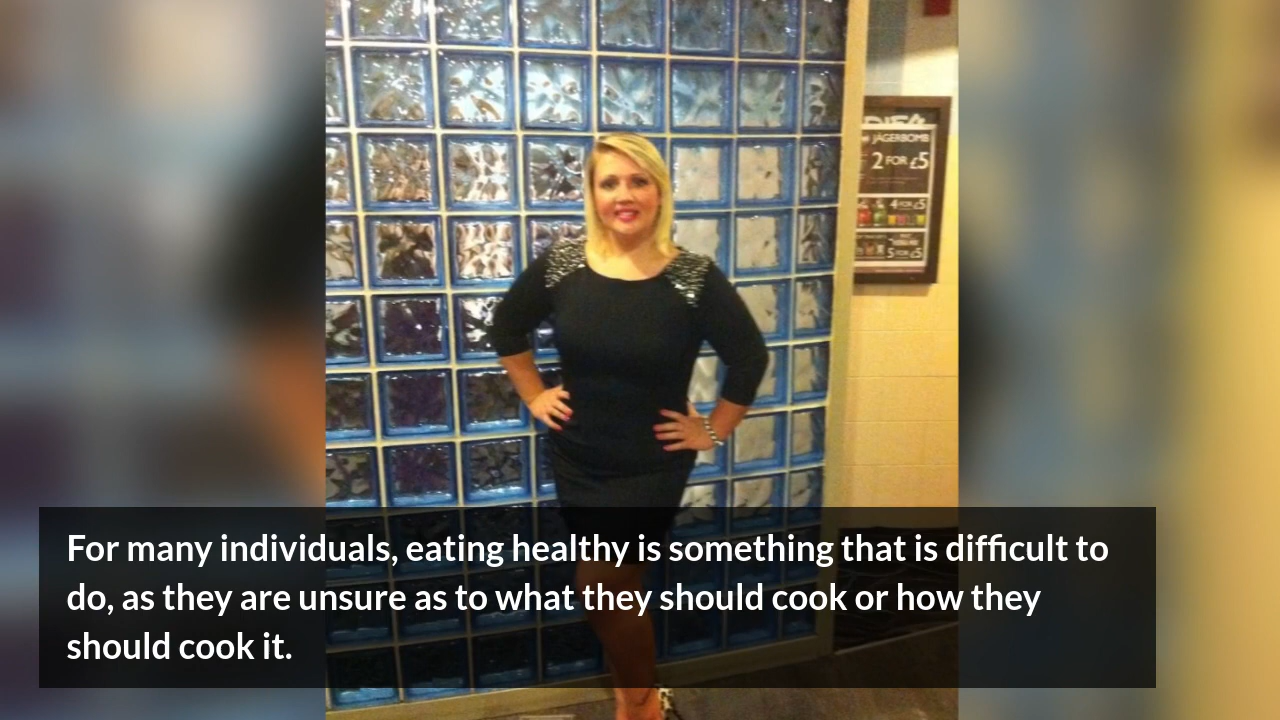 JÄGERBOMB
2 FOR £5
4 FOR £5
5 FOR £5
For many individuals, eating healthy is something that is difficult to
do, as they are unsure as to what they should cook or how they
should cook it.